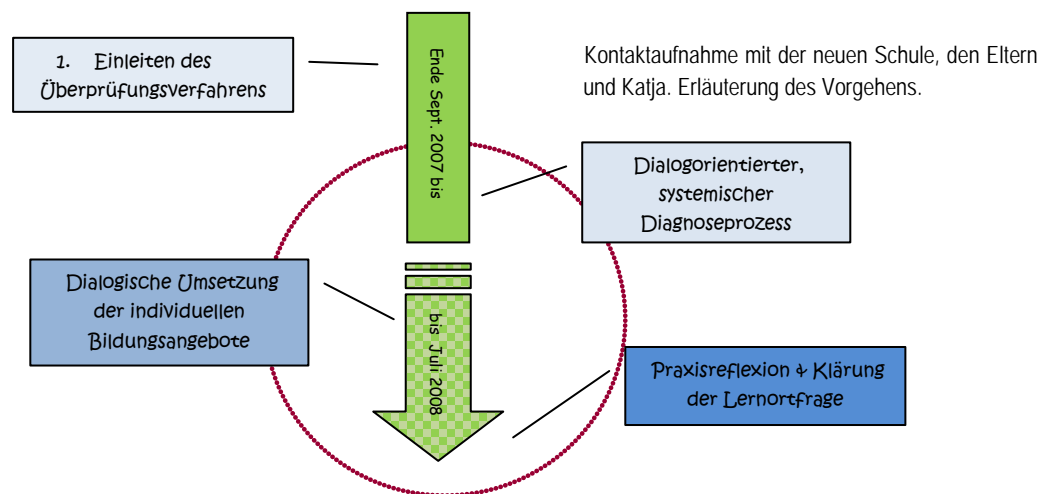 1. Einleiten des
Überprüfungsverfahrens
Ende Sept. 2007 bis
Kontaktaufnahme mit der neuen Schule, den Eltern
und Katja. Erläuterung des Vorgehens.
Dialogorientierter,
systemischer
Diagnoseprozess
Dialogische Umsetzung
der individuellen
Bildungsangebote
bis Juli 2008
Praxisreflexion & Klärung
der Lernortfrage